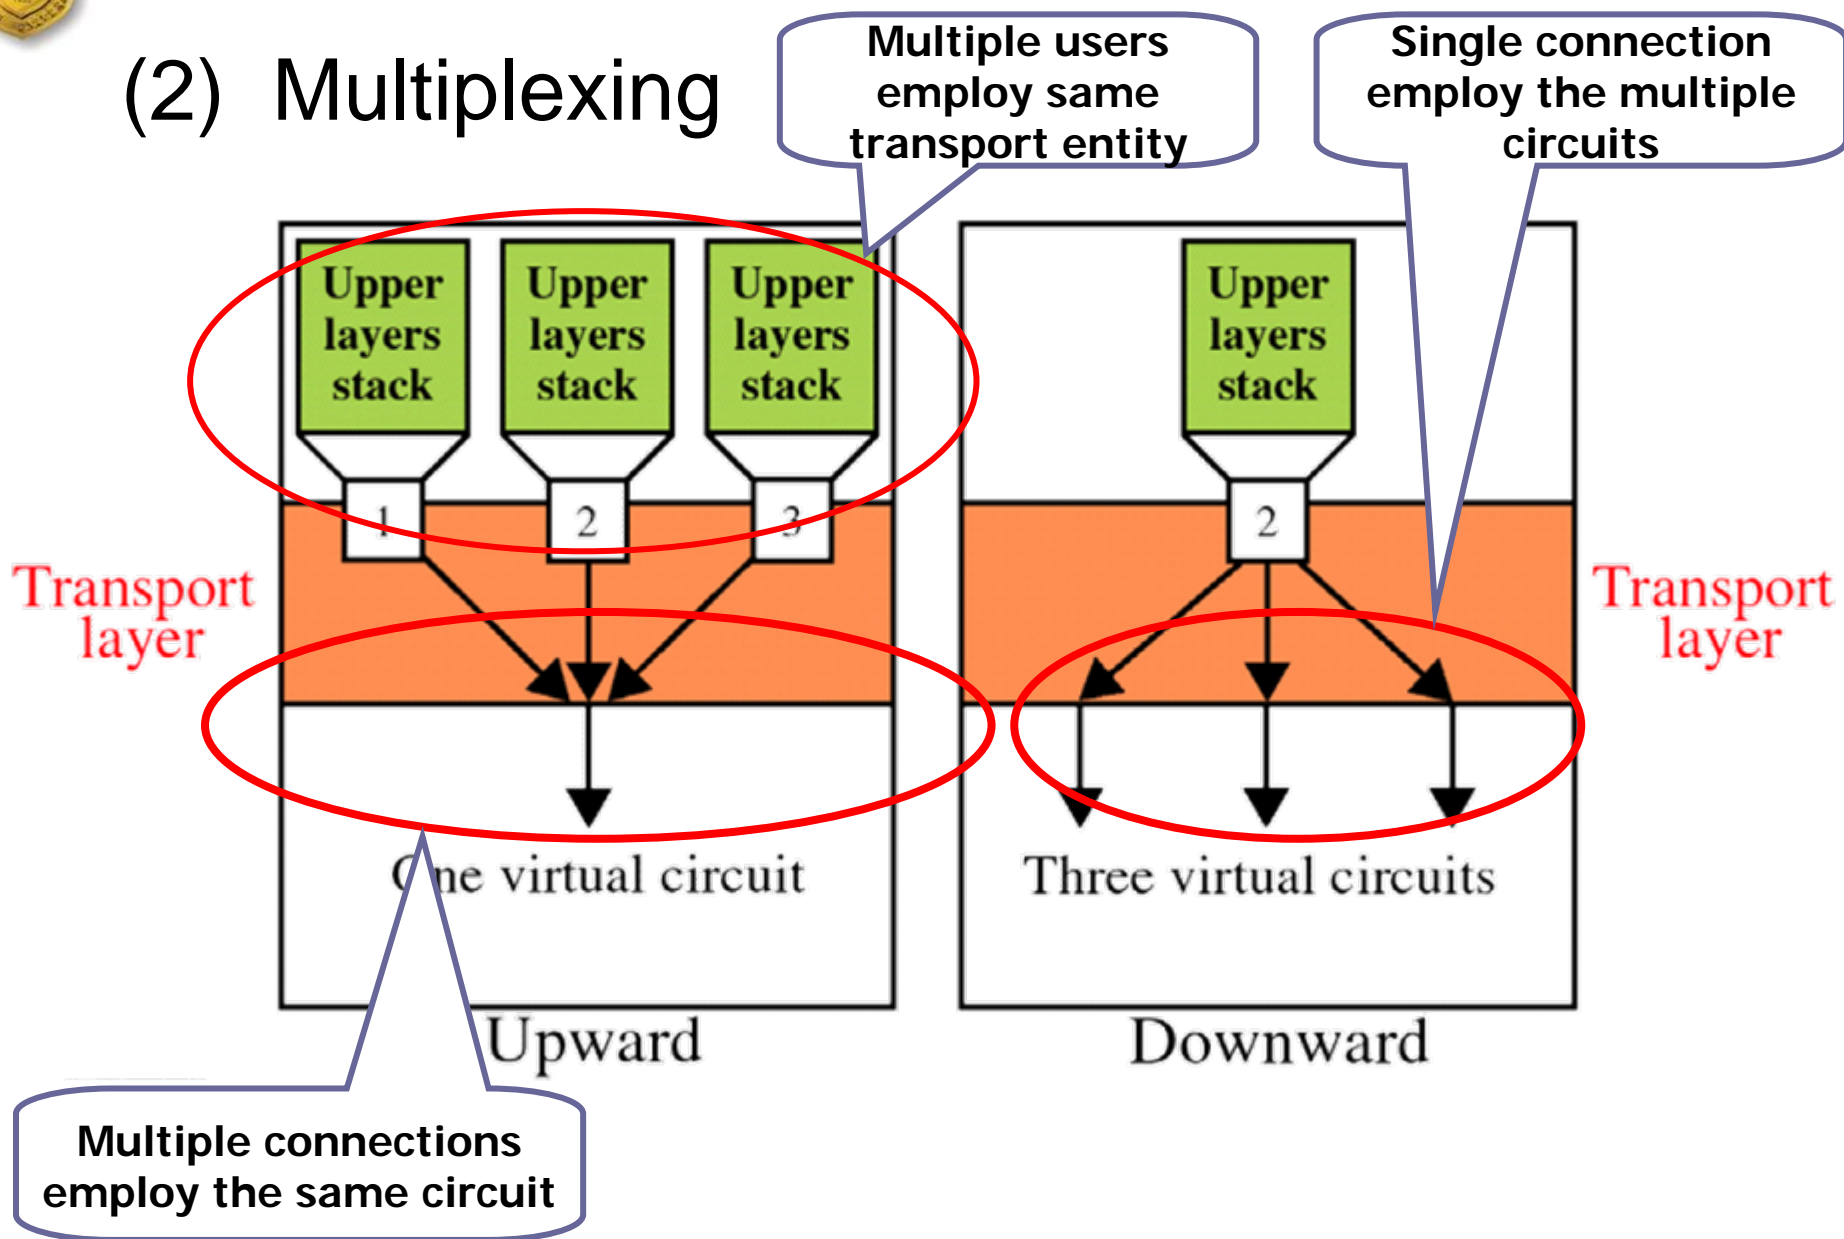 (2) Multiplexing
Multiple users
employ same
transport entity
Single connection
employ the multiple
circuits
Upper
layers
stack
Upper
layers
stack
Upper
layers
stack
Upper
layers
stack
1
2
3
2
Transport
layer
Transport
layer
One virtual circuit
Three virtual circuits
Upward
Downward
Multiple connections
employ the same circuit